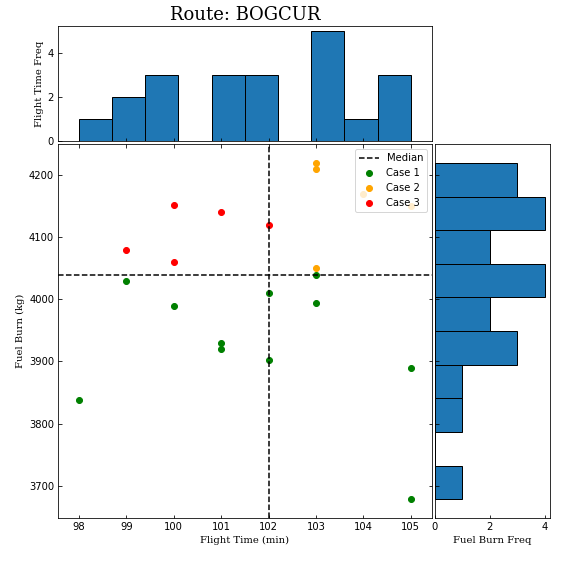 Route: BOGCUR
Flight Time Freq
4
2
0
Median
Case 1
Case 2
Case 3
Fuel Burn (kg)
4200
4100
4000
3900
3800
3700
98 99 100 101 102 103 104 105
Flight Time (min)
0 2 4
Fuel Burn Freq